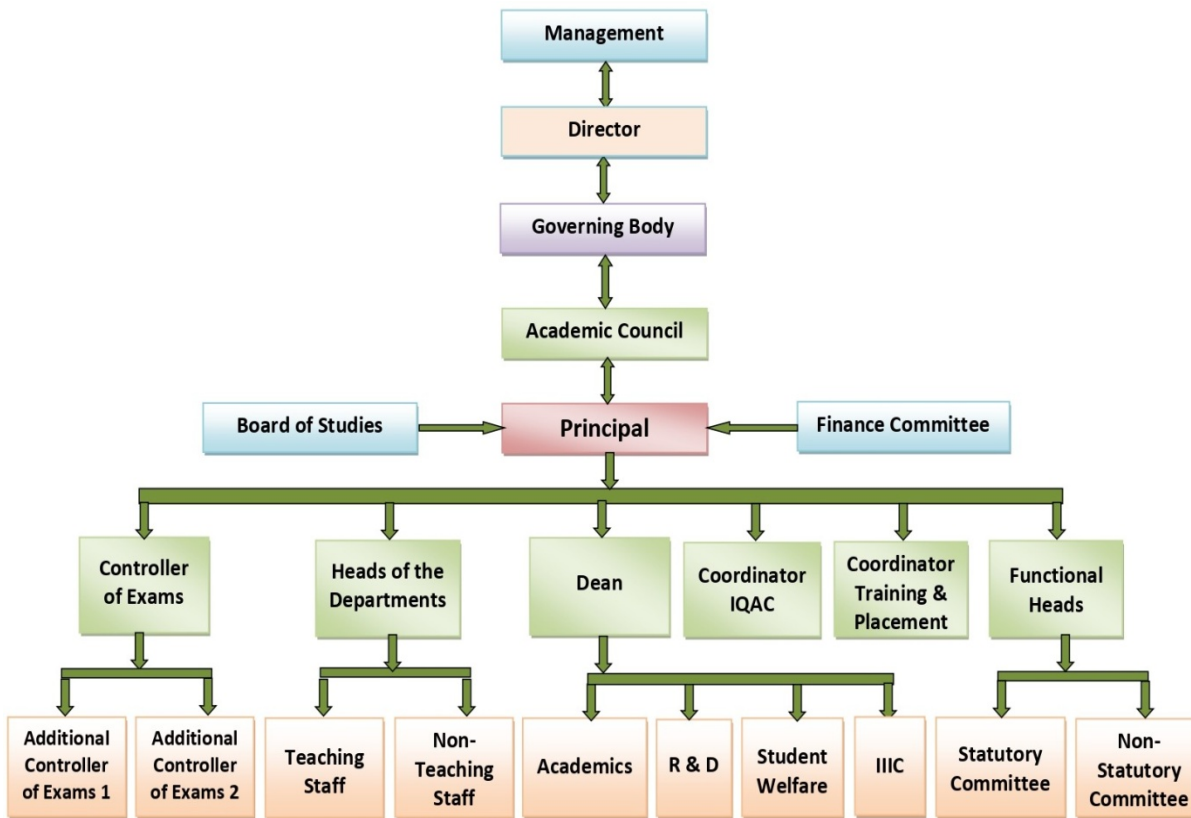 Management
Director
Governing Body
Academic Council
Board of Studies
Principal
Finance Committee
Controller
of Exams
Heads of the
Departments
Dean
Coordinator
IQAC
Coordinator
Training &
Placement
Functional
Heads
Additional
Controller
of Exams 1
Additional
Controller
of Exams 2
Teaching
Staff
Non-
Teaching
Staff
Academics
R & D
Student
Welfare
IIIC
Statutory
Committee
Non-
Statutory
Committee